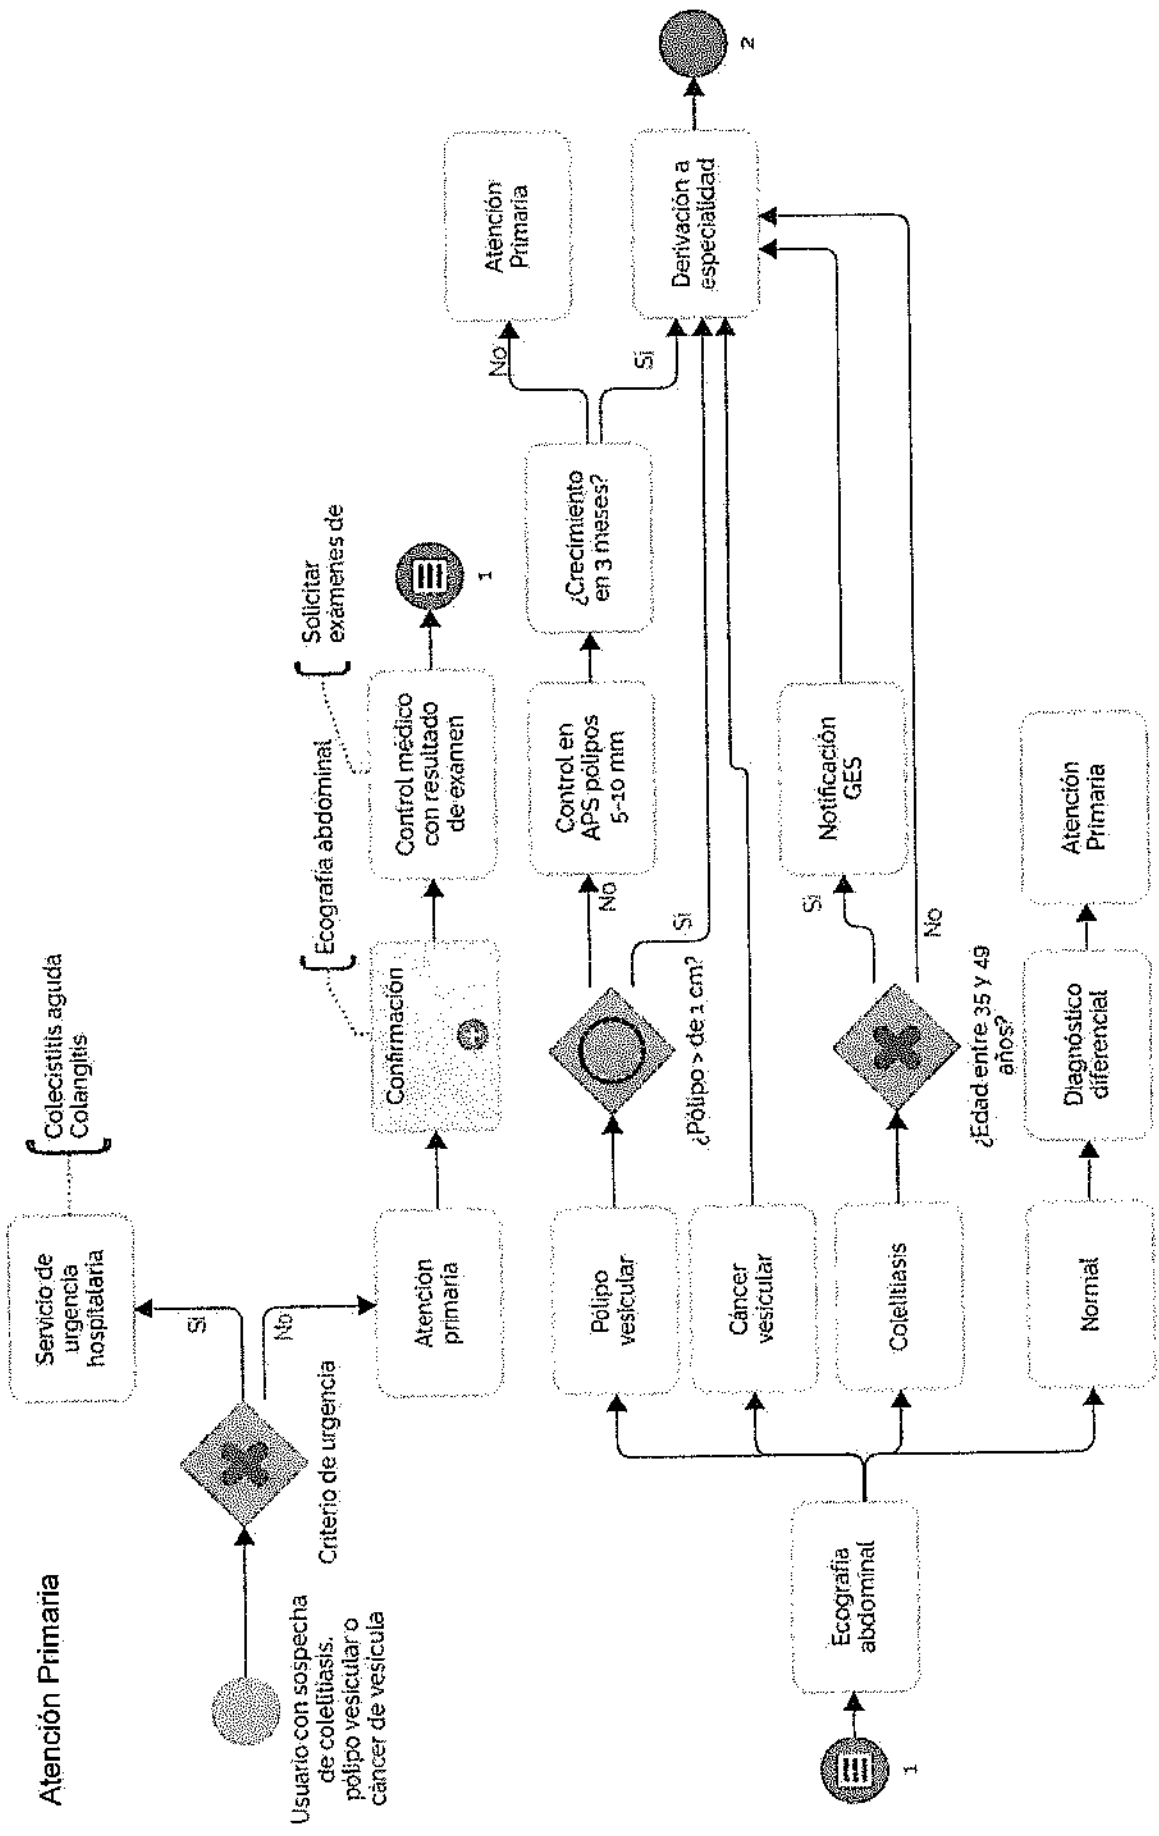 Atención Primaria
Usuario con sospecha
de colelitiasis,
pólipo vesicular o
cáncer de vesícula
Criterio de urgencia
Si
No
Servicio de
urgencia
hospitalaria
Colecistitis aguda
Colangitis
Atención
primaria
Confirmación
Ecografía abdominal
Control médico
con resultado
de examen
Solicitar
exámenes de
1
1
Ecografía
abdominal
Pólipo
vesicular
¿Pólipo > de 1 cm?
No
Si
Control en
APS pólipos
5-10 mm
¿Crecimiento
en 3 meses?
No
Si
Atención
Primaria
Derivación a
especialidad
2
Cáncer
vesicular
Colelitiasis
¿Edad entre 35 y 49
años?
Si
No
Notificación
GES
Normal
Diagnóstico
diferencial
Atención
Primaria